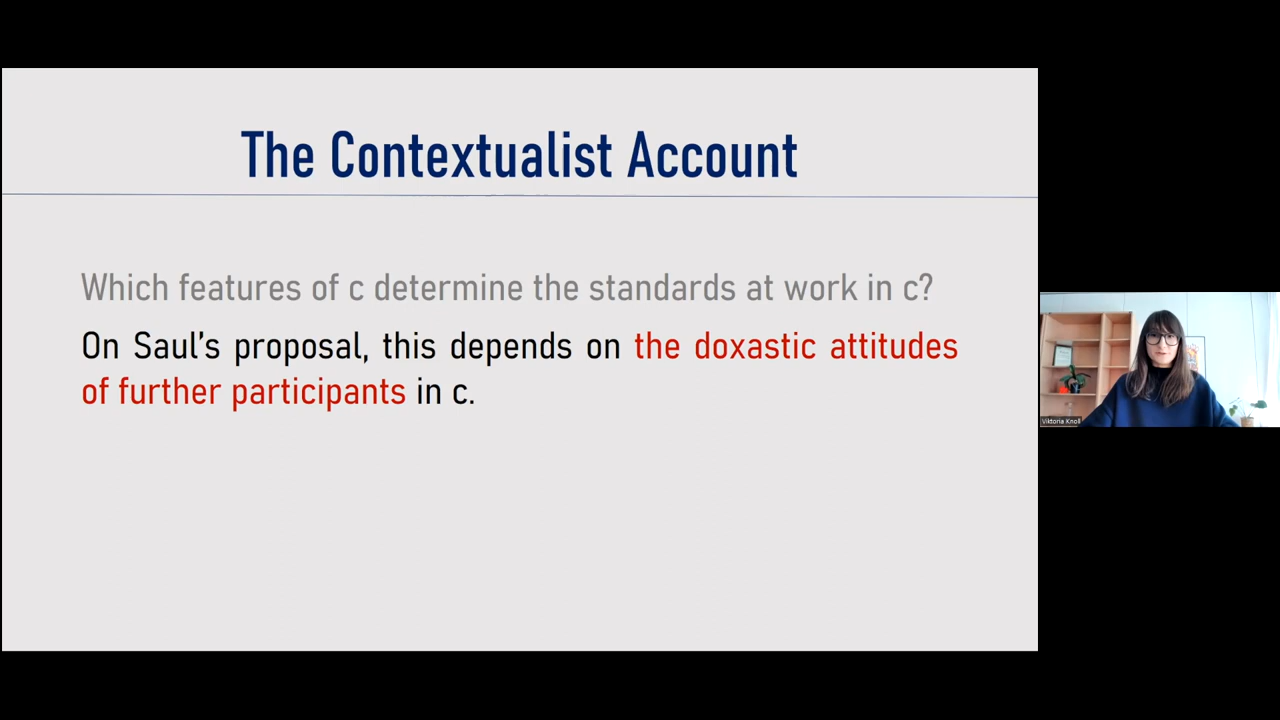 The Contextualist Account
Which features of c determine the standards at work in c?
On Saul's proposal, this depends on the doxastic attitudes
of further participants in c.
Viktoria Knoll